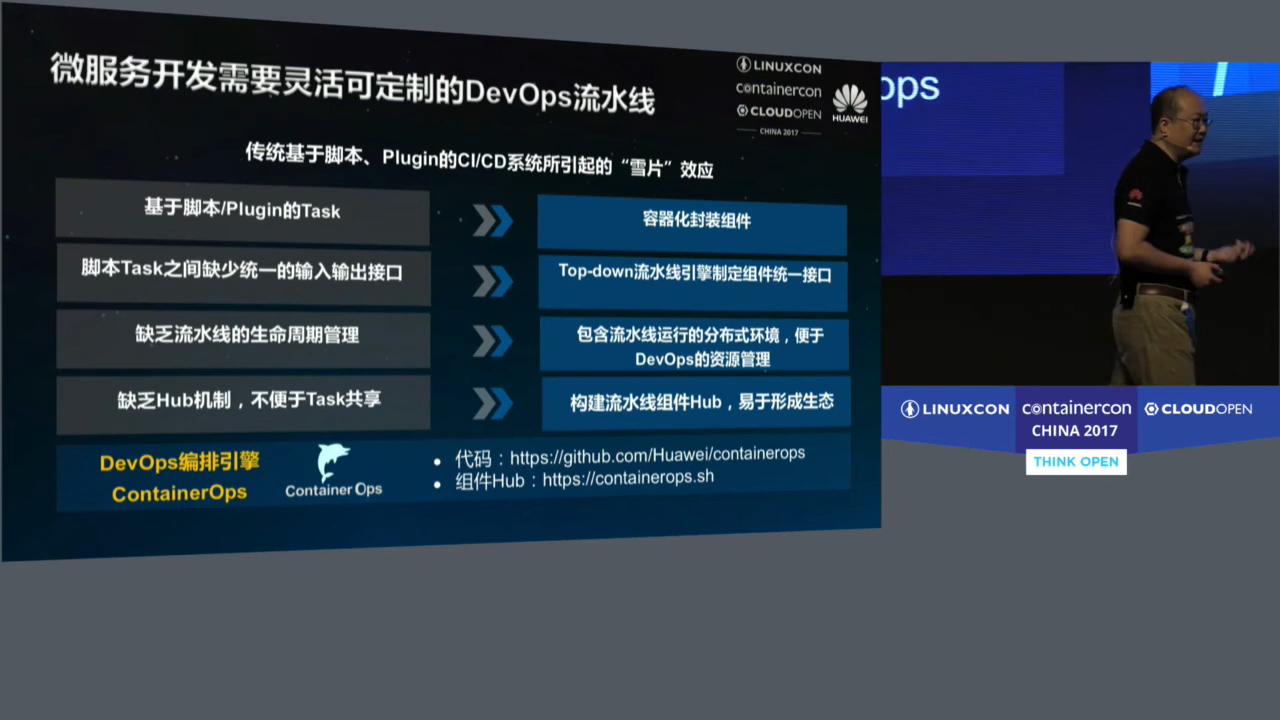 微服务开发需要灵活可定制的DevOps流水线
LINUXCON
containercon
CLOUDOPEN
CHINA 2017
HUAWEI
传统基于脚本、Plugin的CI/CD系统所引起的“雪片”效应
基于脚本/Plugin的Task
容器化封装组件
脚本Task之间缺少统一的输入输出接口
Top-down流水线引擎制定组件统一接口
缺乏流水线的生命周期管理
包含流水线运行的分布式环境，便于
DevOps的资源管理
缺乏Hub机制，不便于Task共享
构建流水线组件Hub，易于形成生态
DevOps编排引擎
ContainerOps
Container Ops
• 代码：https://github.com/Huawei/containerops
• 组件Hub：https://containerops.sh
ops
LINUXCON
containercon
CLOUDOPEN
CHINA 2017
THINK OPEN